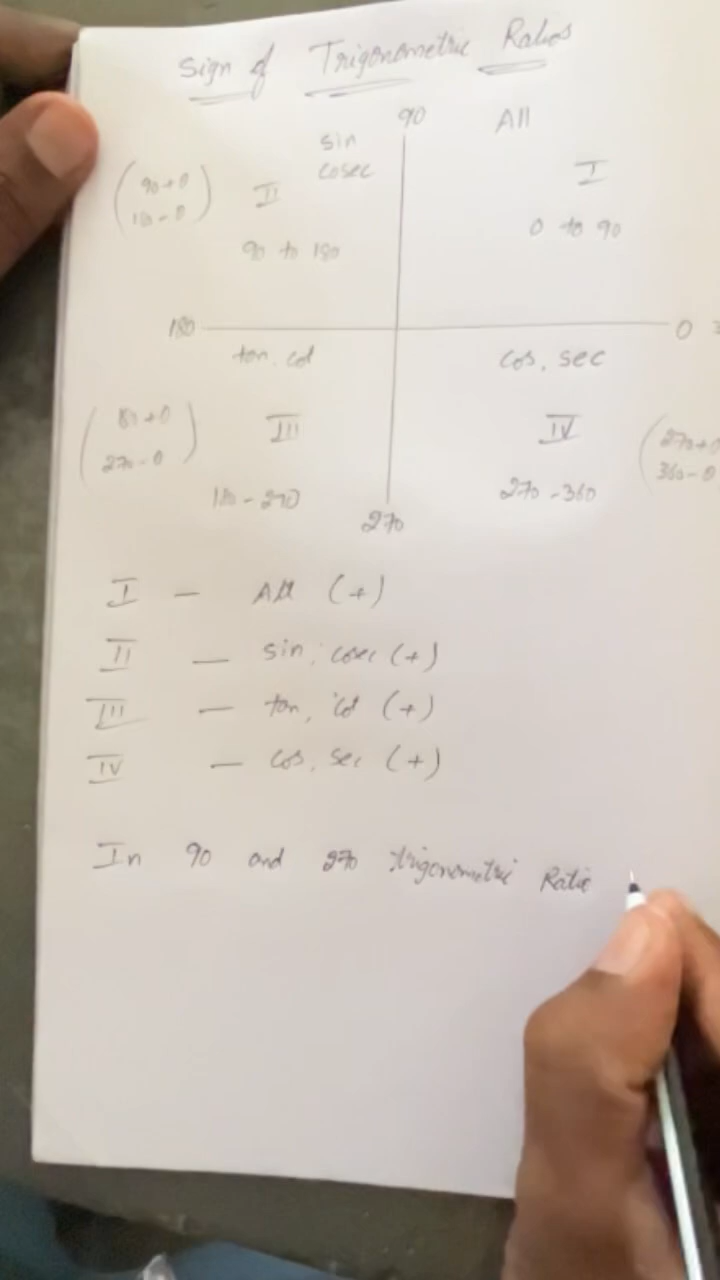 Sign of Trigonometric Ratios
90 All
sin
cosec
(90+θ
180-θ)
II
I
90 to 180
0 to 90
180
0
tan, cot
cos, sec
(180+θ
270-θ)
III
IV
(270+θ
360-θ
180 - 270
270 - 360
270
I — All (+)
II — sin, cosec (+)
III — tan, cot (+)
IV — cos, sec (+)
In 90 and 270 trigonometric Ratio